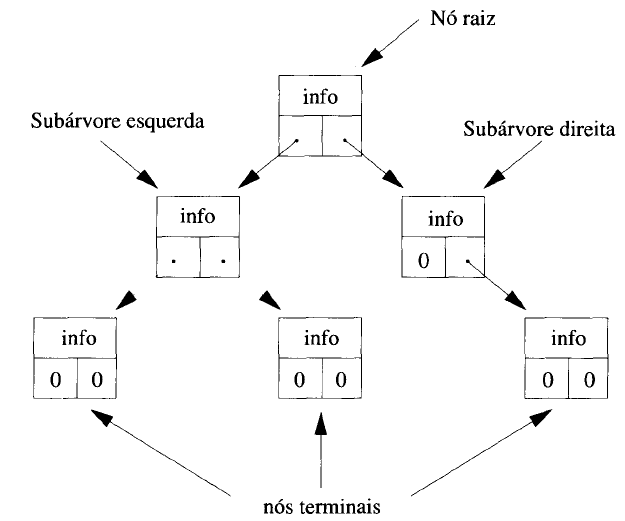 Nó raiz
info
Subárvore esquerda
Subárvore direita
info
info
0
info
info
info
0 0
0 0
0 0
nós terminais